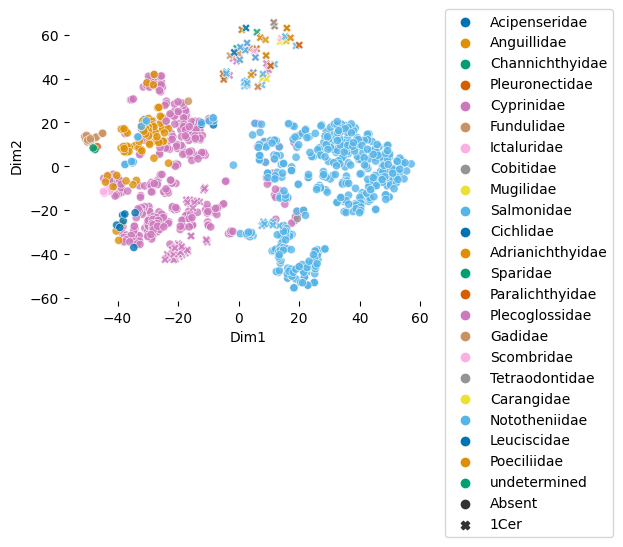 60
40
20
0
−20
−40
−60
Dim2
−40
−20
0
20
40
60
Dim1
Acipenseridae
Anguillidae
Channichthyidae
Pleuronectidae
Cyprinidae
Fundulidae
Ictaluridae
Cobitidae
Mugilidae
Salmonidae
Cichlidae
Adrianichthyidae
Sparidae
Paralichthyidae
Plecoglossidae
Gadidae
Scombridae
Tetraodontidae
Carangidae
Nototheniidae
Leuciscidae
Poeciliidae
undetermined
Absent
1Cer